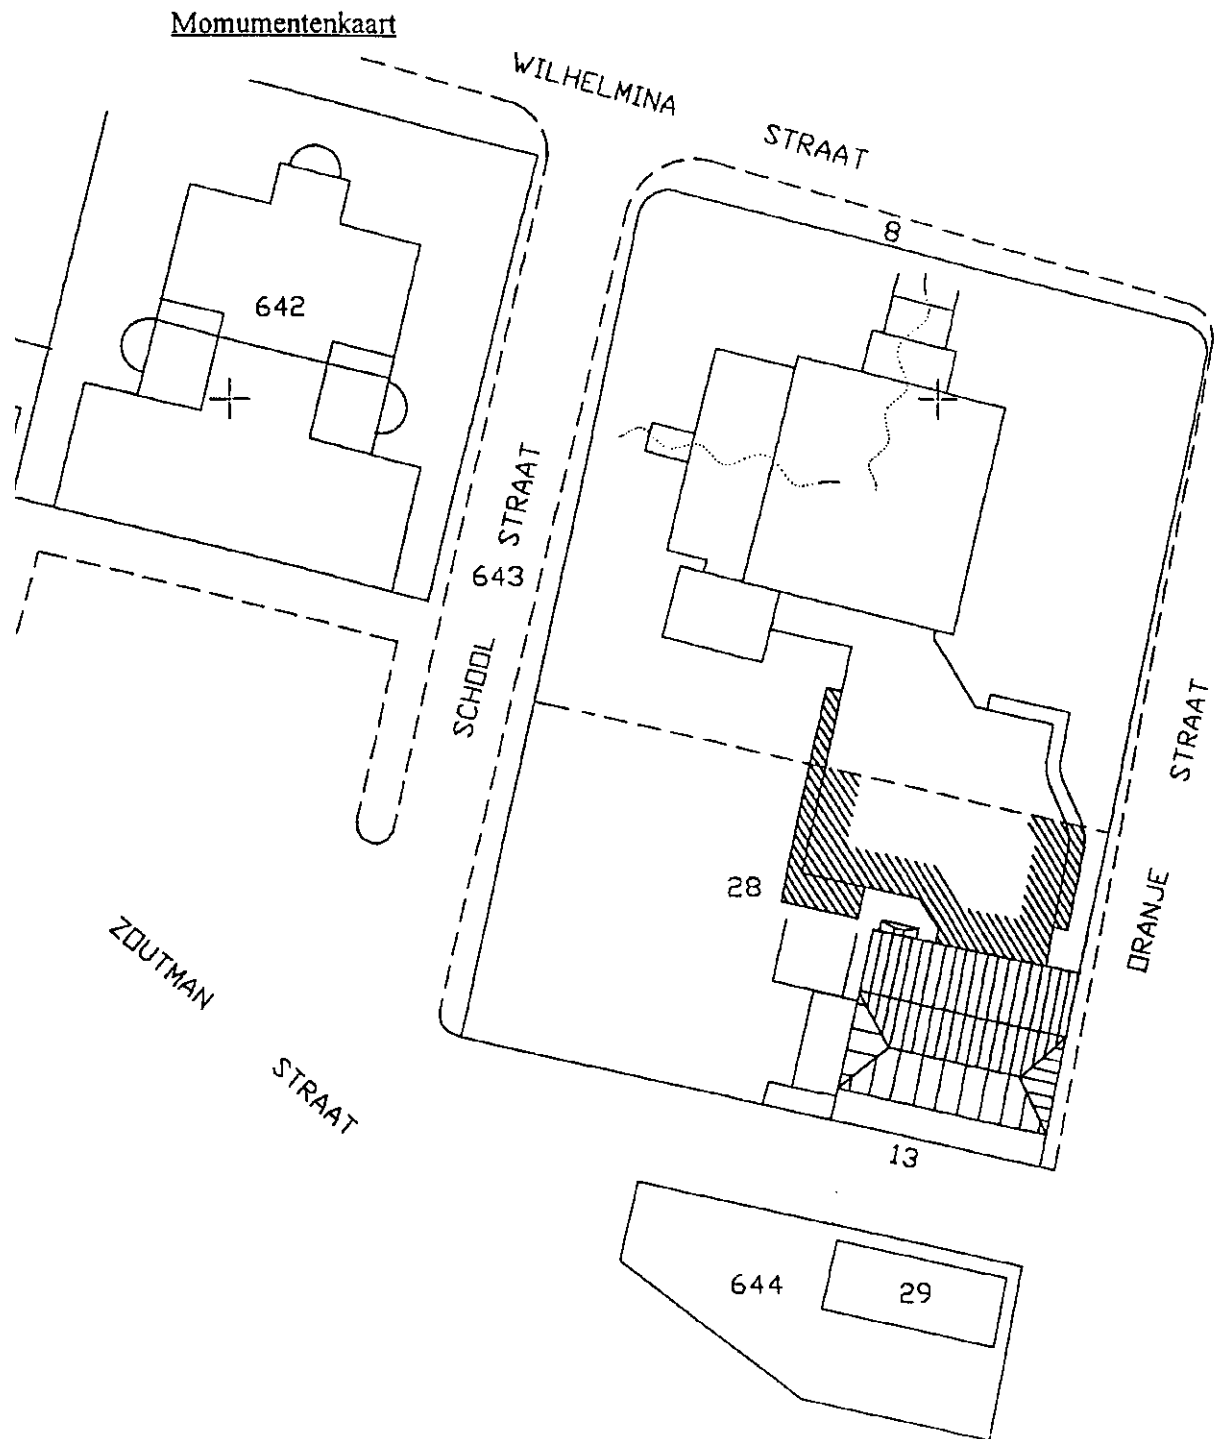 Momumentenkaart
WILHELMINA STRAAT
8
642
SCHOOL STRAAT
643
ORANJE STRAAT
28
ZOUTMAN STRAAT
13
644
29